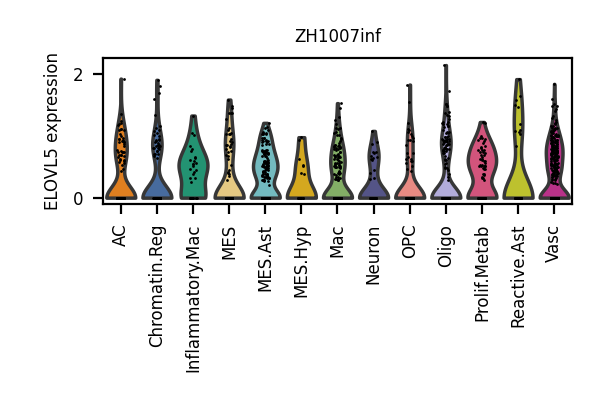 ZH1007inf
ELOVL5 expression
2
0
AC
Chromatin.Reg
Inflammatory.Mac
MES
MES.Ast
MES.Hyp
Mac
Neuron
OPC
Oligo
Prolif.Metab
Reactive.Ast
Vasc